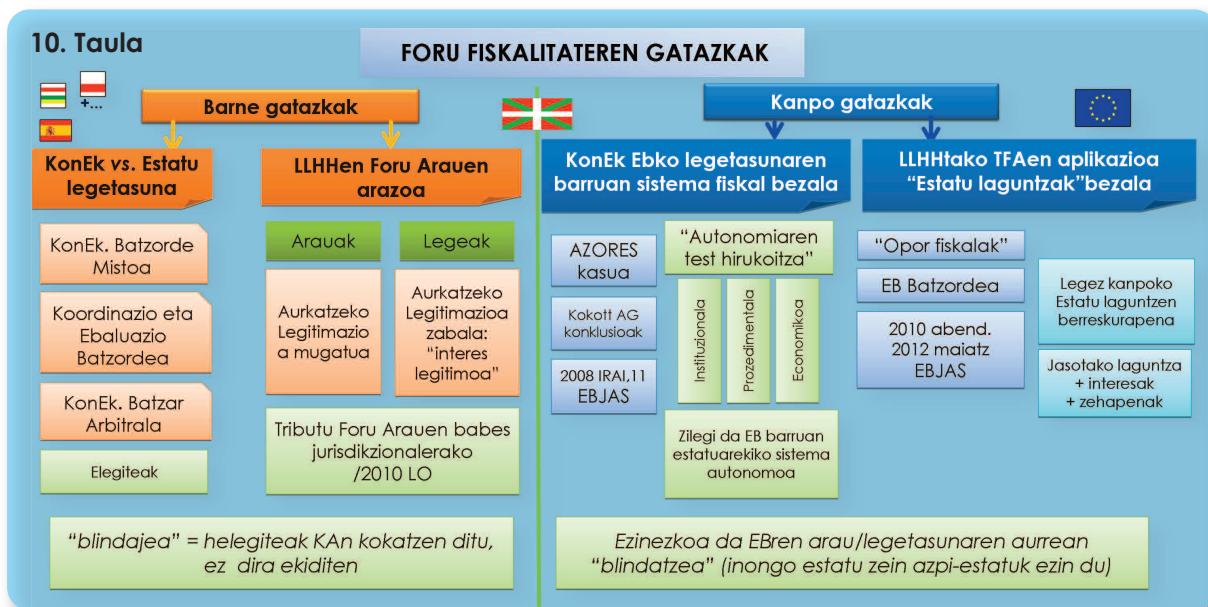 10. Taula
FORU FISKALITATEREN GATAZKAK
+...
Barne gatazkak
KonEk vs. Estatu
legetasuna
KonEk. Batzorde
Mistoa
Koordinazio eta
Ebaluazio
Batzordea
KonEk. Batzar
Arbitrala
Elegiteak
LLHHen Foru Arauen
arazoa
Arauak
Aurkatzeko
Legitimazio
a mugatua
Legeak
Aurkatzeko
Legitimazioa
zabala:
“interes
legitimoa”
Tributu Foru Arauen babes
jurisdikzionalerako
/2010 LO
“blindajea” = helegiteak KAn kokatzen ditu,
ez dira ekiditen
Kanpo gatazkak
KonEk Ebko legetasunaren
barruan sistema fiskal bezala
AZORES
kasua
Kokott AG
konklusioak
2008 IRAI,11
EBJAS
“Autonomiaren
test hirukoitza”
Instituzionala
Prozedimentala
Economikoa
Zilegi da EB barruan
estatuarekiko sistema
autonomoa
LLHHtako TFAen aplikazioa
“Estatu laguntzak”bezala
“Opor fiskalak”
EB Batzordea
2010 abend.
2012 maiatz
EBJAS
Legez kanpoko
Estatu laguntzen
berreskurapena
Jasotako laguntza
+ interesak
+ zehapenak
Ezinezkoa da EBren arau/legetasunaren aurrean
“blindatzea” (inongo estatu zein azpi-estatuk ezin du)